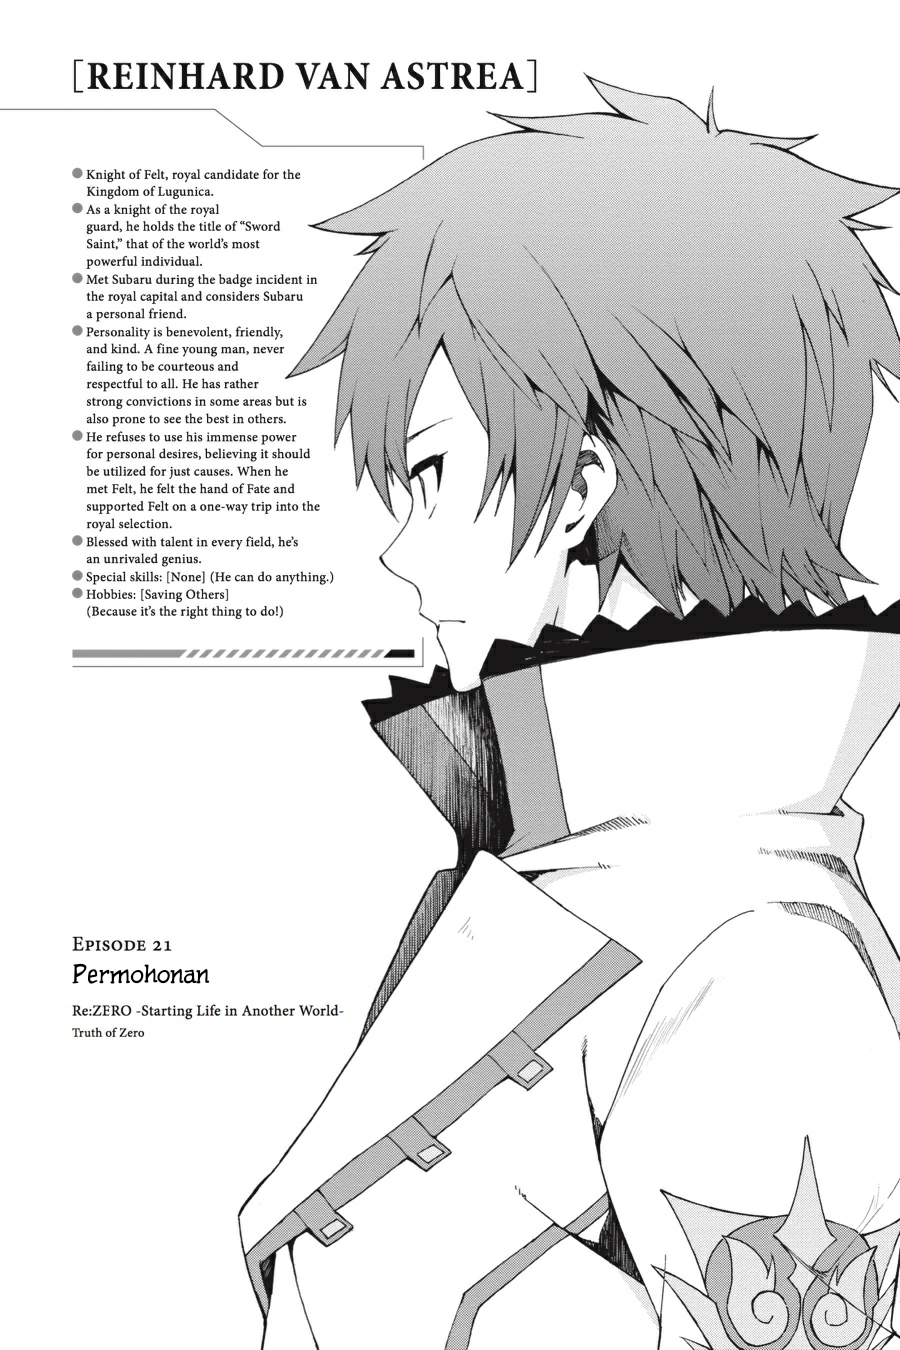 [REINHARD VAN ASTREA]
Knight of Felt, royal candidate for the
Kingdom of Lugunica.
As a knight of the royal
guard, he holds the title of “Sword
Saint,” that of the world’s most
powerful individual.
Met Subaru during the badge incident in
the royal capital and considers Subaru
a personal friend.
Personality is benevolent, friendly,
and kind. A fine young man, never
failing to be courteous and
respectful to all. He has rather
strong convictions in some areas but is
also prone to see the best in others.
He refuses to use his immense power
for personal desires, believing it should
be utilized for just causes. When he
met Felt, he felt the hand of Fate and
supported Felt on a one-way trip into the
royal selection.
Blessed with talent in every field, he’s
an unrivaled genius.
Special skills: [None] (He can do anything.)
Hobbies: [Saving Others]
(Because it’s the right thing to do!)
Episode 21
Permohonan
Re:ZERO -Starting Life in Another World-
Truth of Zero